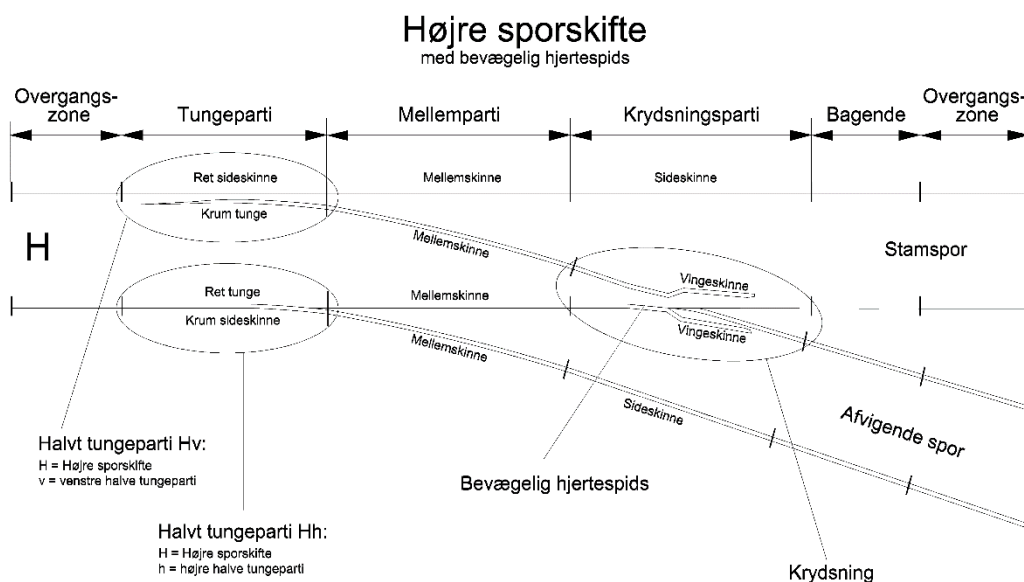 Højre sporskifte
med bevægelig hjertespids
Overgangs-
zone
Tungeparti
Mellemparti
Krydsningsparti
Bagende
Overgangs-
zone
Ret sideskinne
Mellemskinne
Sideskinne
Krum tunge
Mellemskinne
H
Stamspor
Vingeskinne
Ret tunge
Mellemskinne
Krum sideskinne
Vingeskinne
Mellemskinne
Sideskinne
Afvigende spor
Halvt tungeparti Hv:
H = Højre sporskifte
v = venstre halve tungeparti
Bevægelig hjertespids
Halvt tungeparti Hh:
H = Højre sporskifte
h = højre halve tungeparti
Krydsning